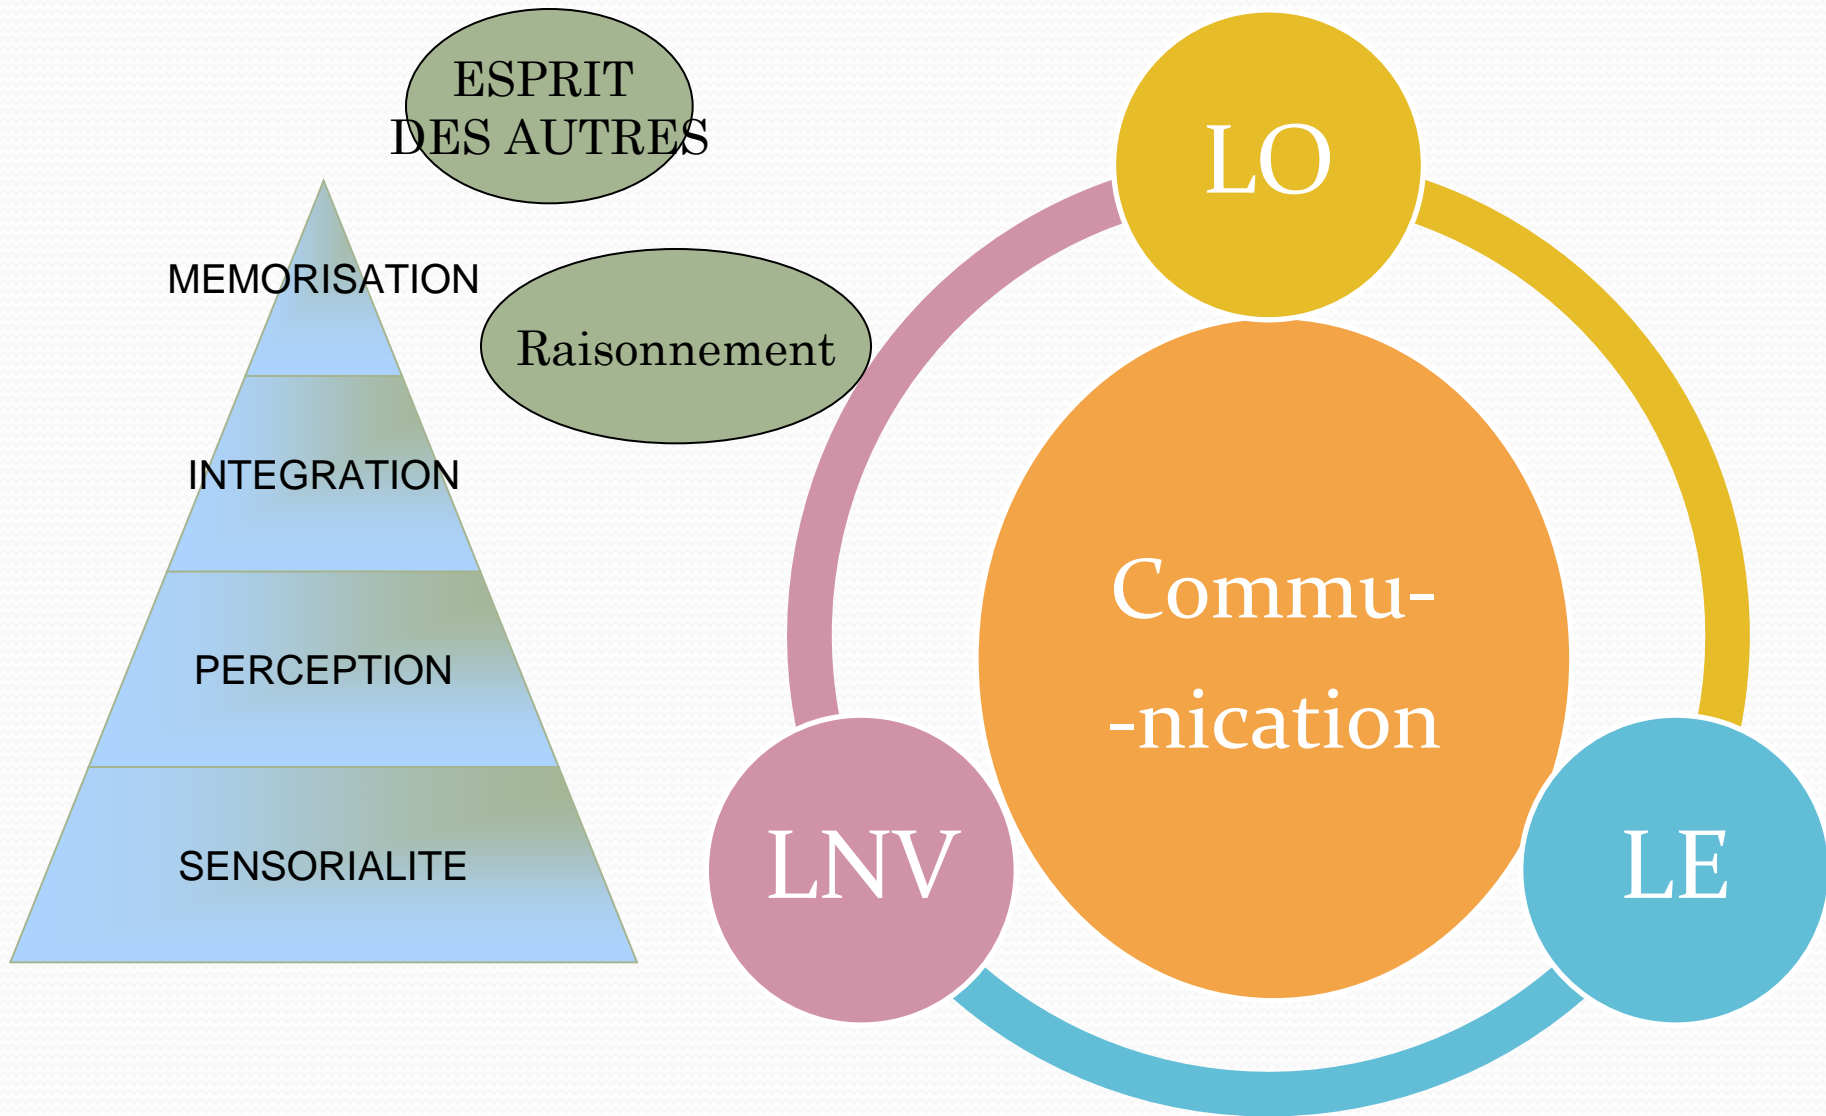 ESPRIT
DES AUTRES
MEMORISATION
Raisonnement
INTEGRATION
PERCEPTION
SENSORIALITE
LO
Commu-
-nication
LNV
LE